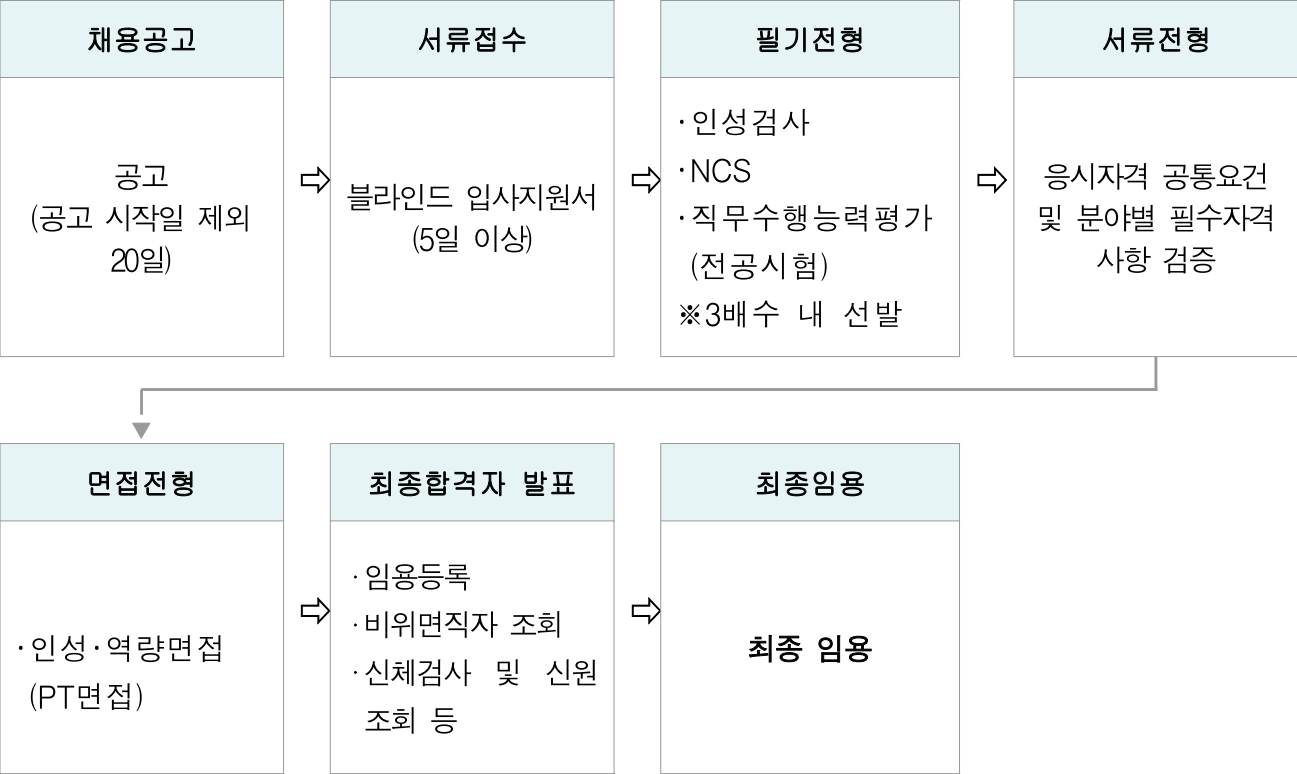 채용공고
공고
(공고 시작일 제외
20일)
서류접수
블라인드 입사지원서
(5일 이상)
필기전형
·인성검사
·NCS
·직무수행능력평가
(전공시험)
※3배수 내 선발
서류전형
응시자격 공통요건
및 분야별 필수자격
사항 검증
면접전형
·인성·역량면접
(PT면접)
최종합격자 발표
·임용등록
·비위면직자 조회
·신체검사 및 신원
조회 등
최종임용
최종 임용